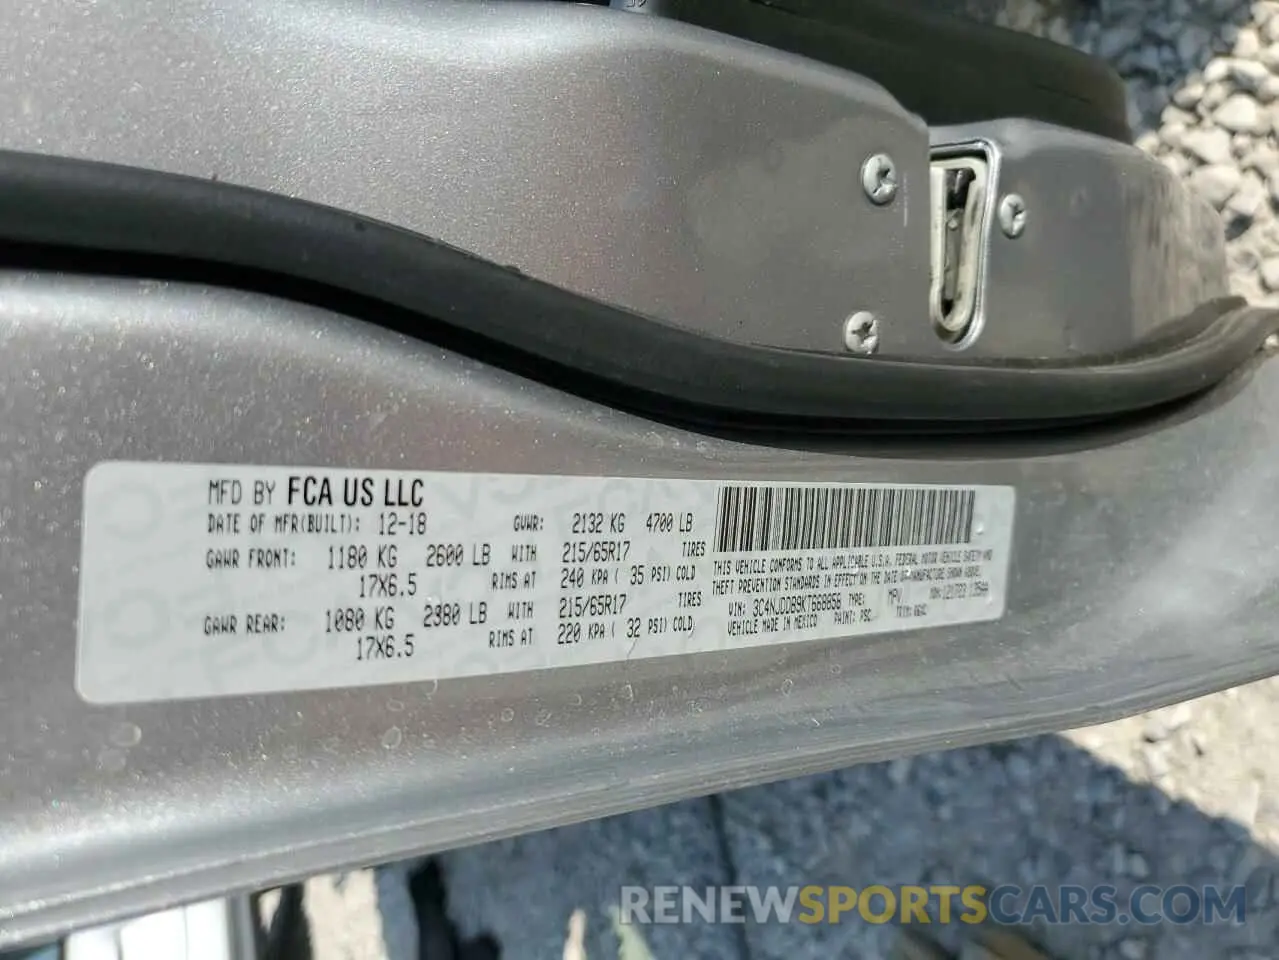 MFD BY FCA US LLC
DATE OF MFR(BUILT): 12-18 GVWR: 2132 KG 4700 LB
GAWR FRONT: 1180 KG 2600 LB WITH 215/65R17 TIRES
17X6.5 RIMS AT 240 KPA ( 35 PSI) COLD
GAWR REAR: 1080 KG 2380 LB WITH 215/65R17 TIRES
17X6.5 RIMS AT 220 KPA ( 32 PSI) COLD
THIS VEHICLE CONFORMS TO ALL APPLICABLE U.S.A. FEDERAL MOTOR VEHICLE SAFETY AND
THEFT PREVENTION STANDARDS IN EFFECT ON THE DATE OF MANUFACTURE SHOWN ABOVE.
VIN: 3C4NJDDB9KT668858 TYPE: MPV MDH:
VEHICLE MADE IN MEXICO PAINT: PSC TRIM:
RENEWSPORTSCARS.COM